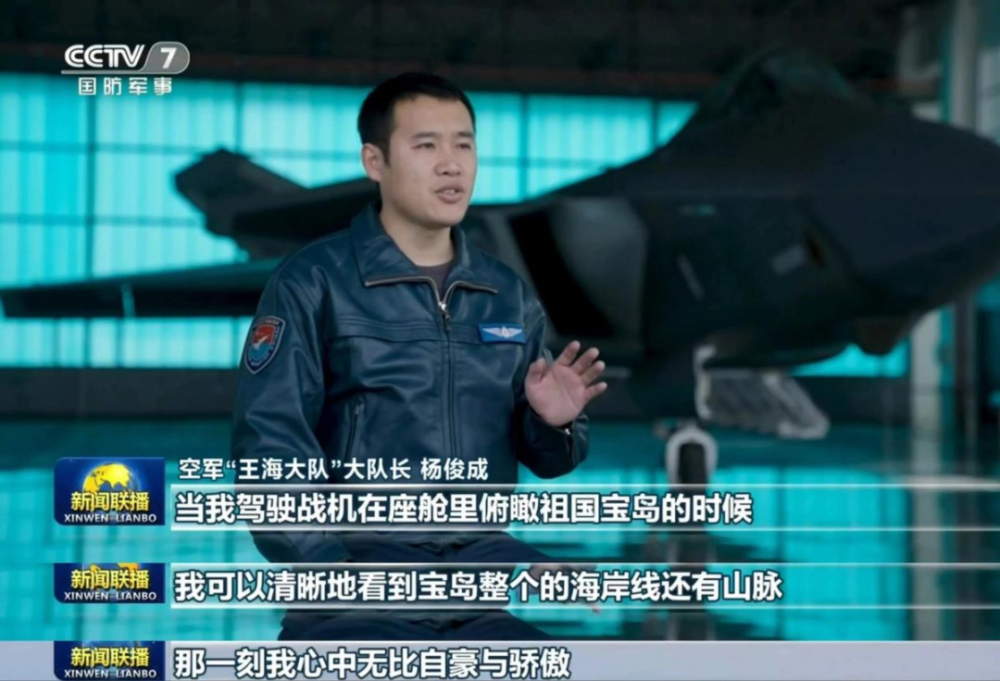 CCTV 7
国防军事
空军“王海大队”大队长 杨俊成
新闻联播
XINWEN LIANBO
当我驾驶战机在座舱里俯瞰祖国宝岛的时候
新闻联播
XINWEN LIANBO
我可以清晰地看到宝岛整个的海岸线还有山脉
新闻联播
XINWEN LIANBO
那一刻我心中无比自豪与骄傲